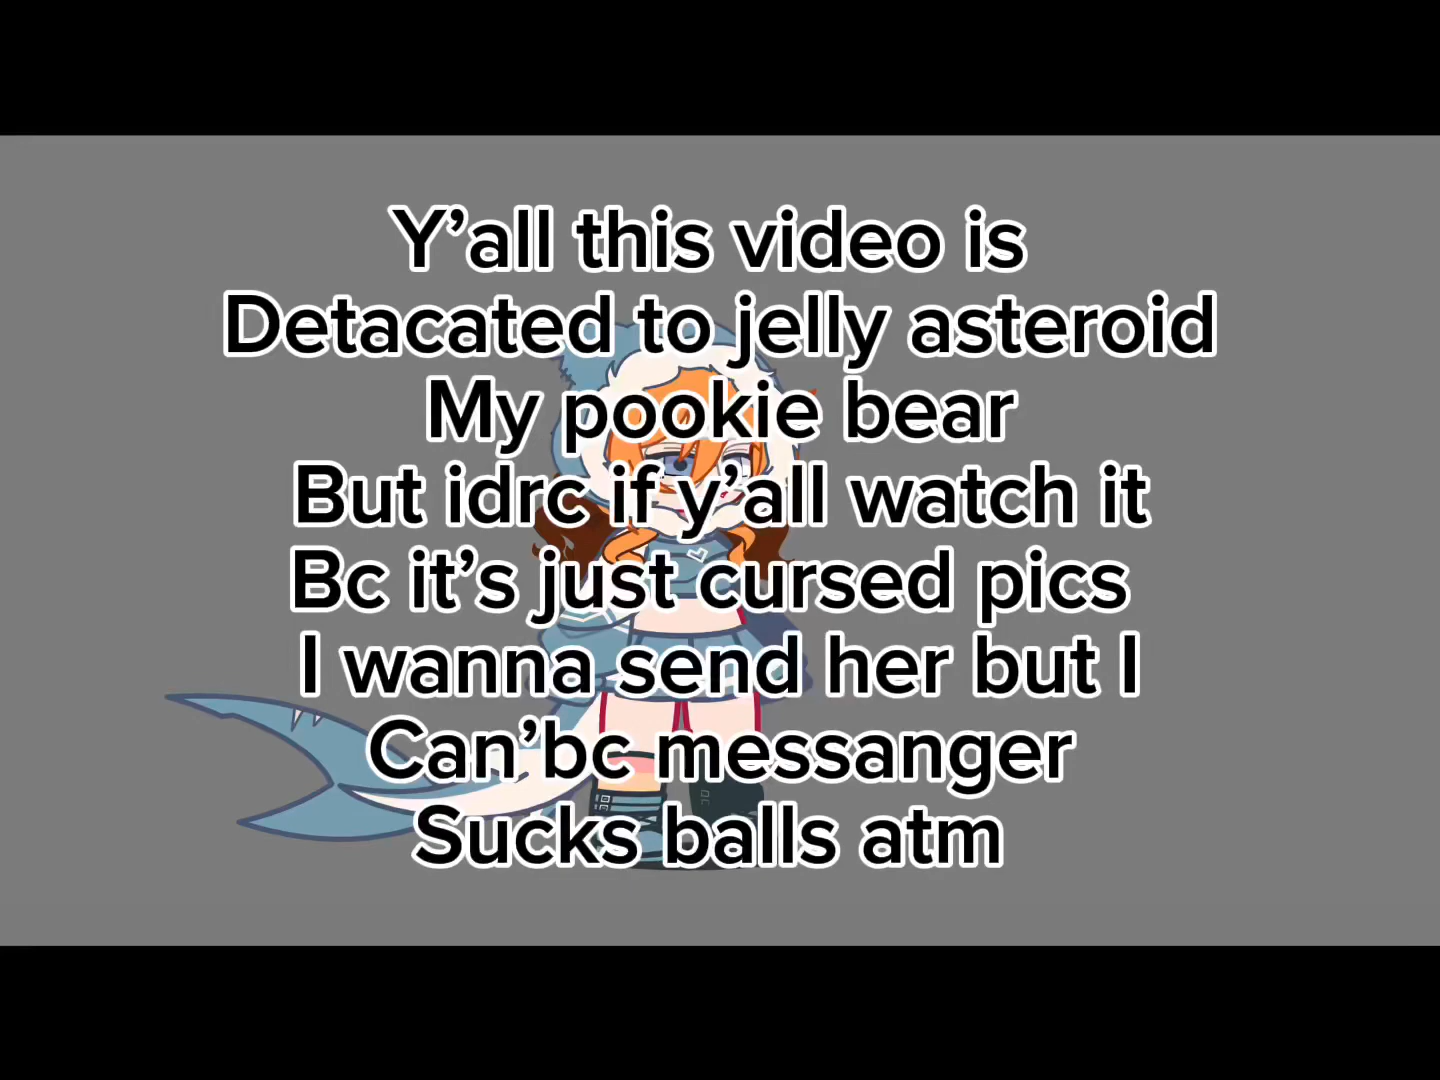 Y’all this video is
Detacated to jelly asteroid
My pookie bear
But idrc if y’all watch it
Bc it’s just cursed pics
I wanna send her but I
Can’bc messanger
Sucks balls atm